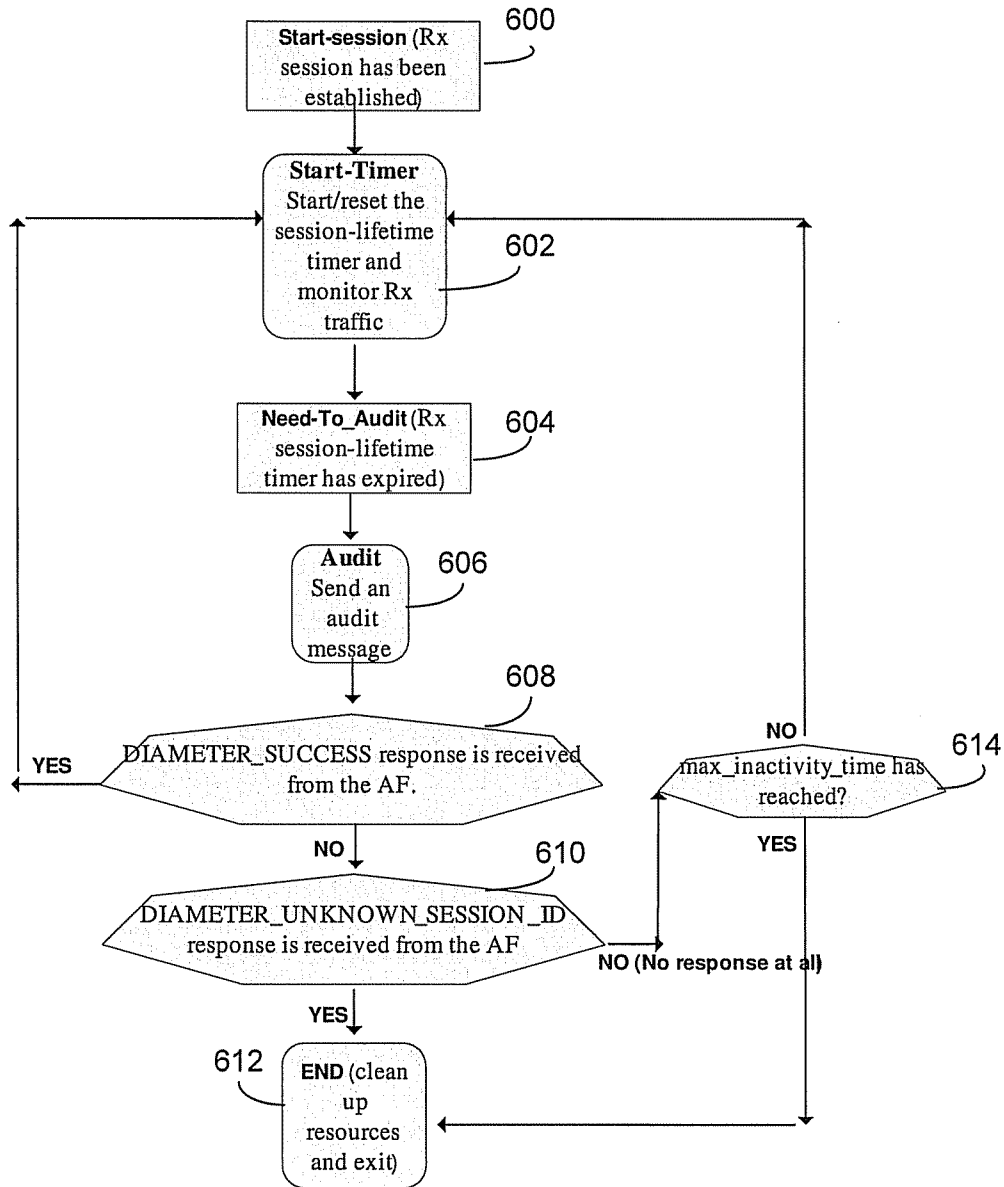 600
Start-session (Rx
session has been
established)
Start-Timer
Start/reset the
session-lifetime
timer and
monitor Rx
traffic
602
Need-To_Audit (Rx
session-lifetime
timer has expired)
604
Audit
Send an
audit
message
606
608
DIAMETER_SUCCESS response is received
from the AF.
YES
NO
NO
max_inactivity_time has
reached?
614
YES
610
DIAMETER_UNKNOWN_SESSION_ID
response is received from the AF
NO (No response at all)
YES
612
END (clean
up
resources
and exit)